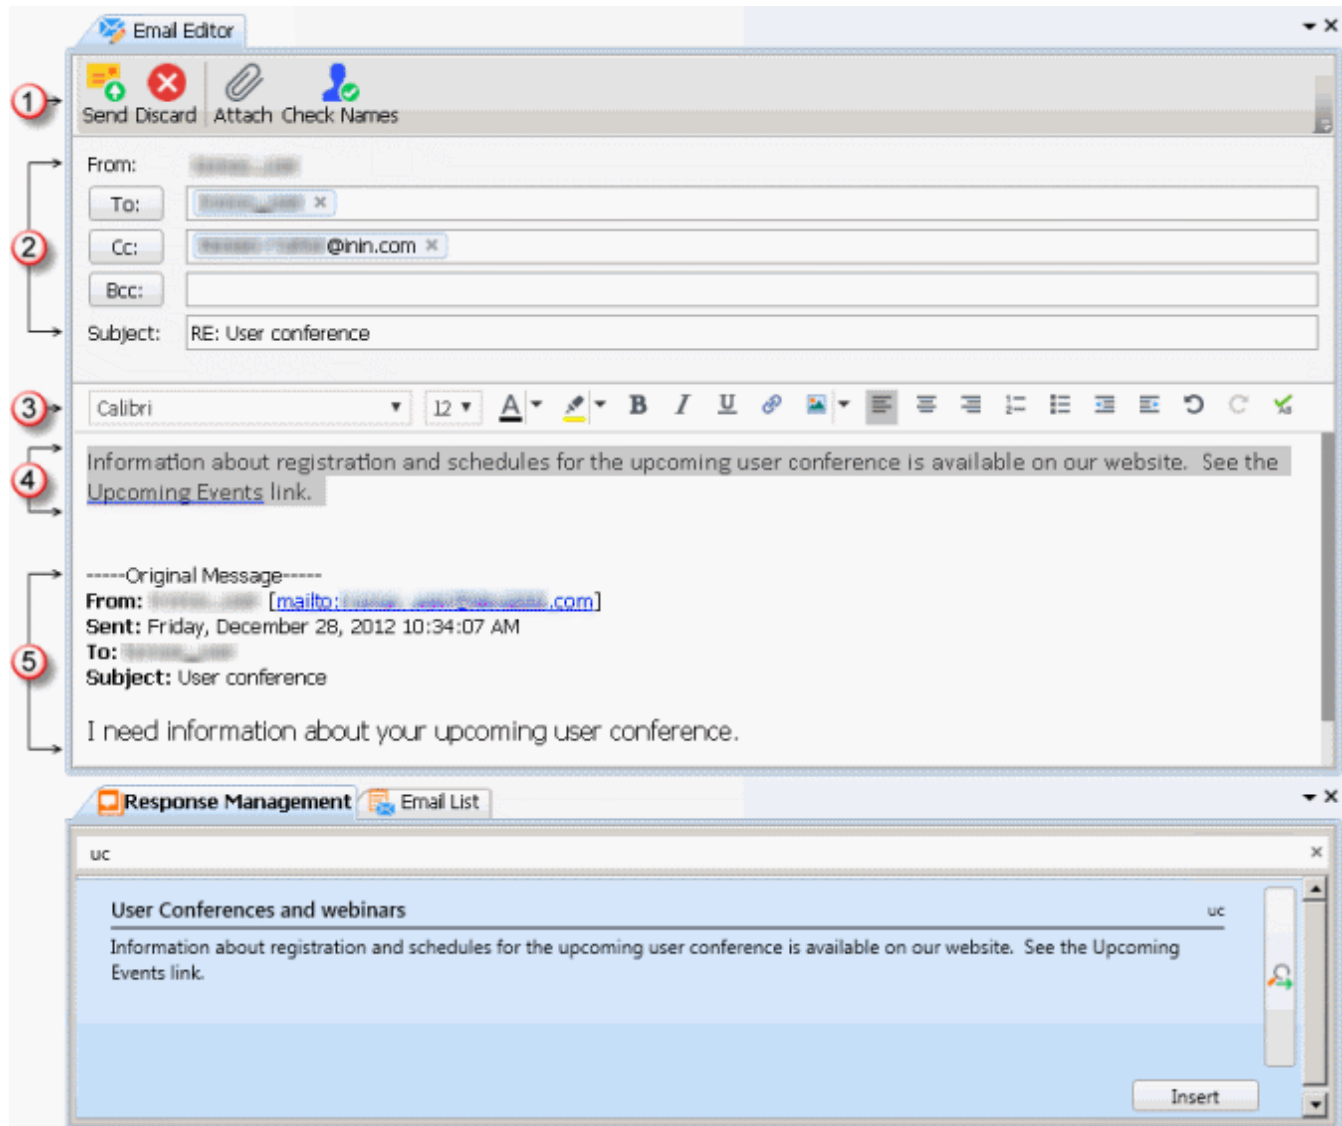 Email Editor
1
Send Discard Attach Check Names
From:
To:
2
Cc: @inin.com
Bcc:
Subject: RE: User conference
3
Calibri 12 A B I U
4
Information about registration and schedules for the upcoming user conference is available on our website. See the
Upcoming Events link.
-----Original Message-----
From: [mailto: .com]
Sent: Friday, December 28, 2012 10:34:07 AM
To:
5
Subject: User conference
I need information about your upcoming user conference.
Response Management Email List
uc
User Conferences and webinars uc
Information about registration and schedules for the upcoming user conference is available on our website. See the Upcoming
Events link.
Insert